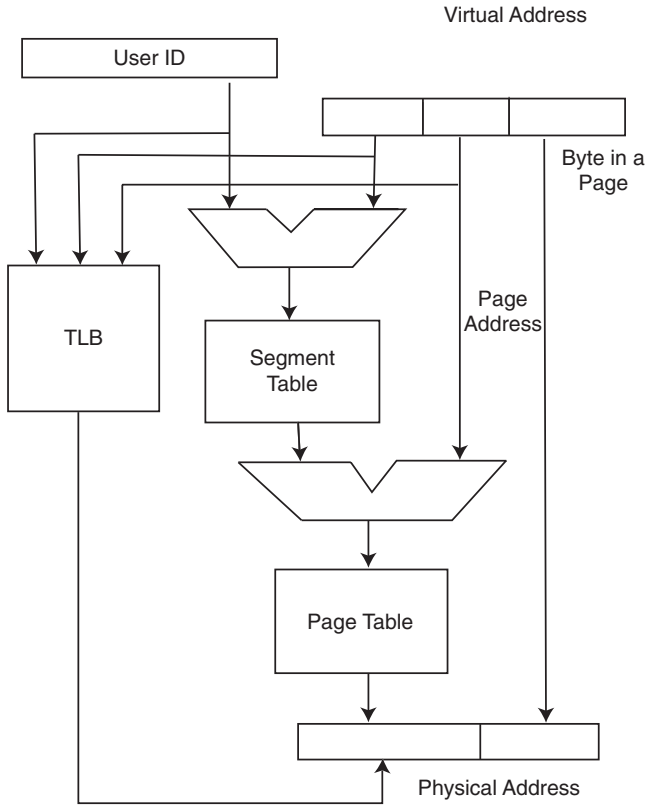 Virtual Address
User ID
Byte in a
Page
Page
Address
TLB
Segment
Table
Page Table
Physical Address